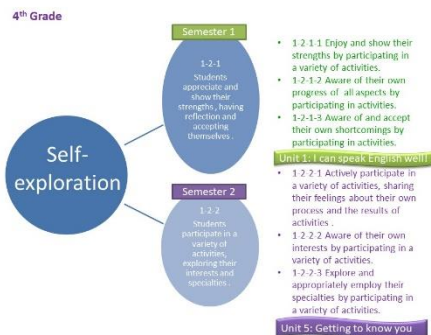 4th Grade
Semester 1
1-2-1
Students
appreciate and
show their
strengths, having
reflection and
accepting
themselves .
Self-
exploration
Semester 2
1-2-2
Students
participate in a
variety of
activities,
exploring their
interests and
specialties .
• 1-2-1-1 Enjoy and show their
strengths by participating in
a variety of activities.
• 1-2-1-2 Aware of their own
progress of all aspects by
participating in activities.
• 1-2-1-3 Aware of and accept
their own shortcomings by
participating in activities.
Unit 1: I can speak English well!
• 1-2-2-1 Actively participate in
a variety of activities, sharing
their feelings about their own
process and the results of
activities .
• 1-2-2-2 Aware of their own
interests by participating in a
variety of activities.
• 1-2-2-3 Explore and
appropriately employ their
specialties by participating in
a variety of activities.
Unit 5: Getting to know you